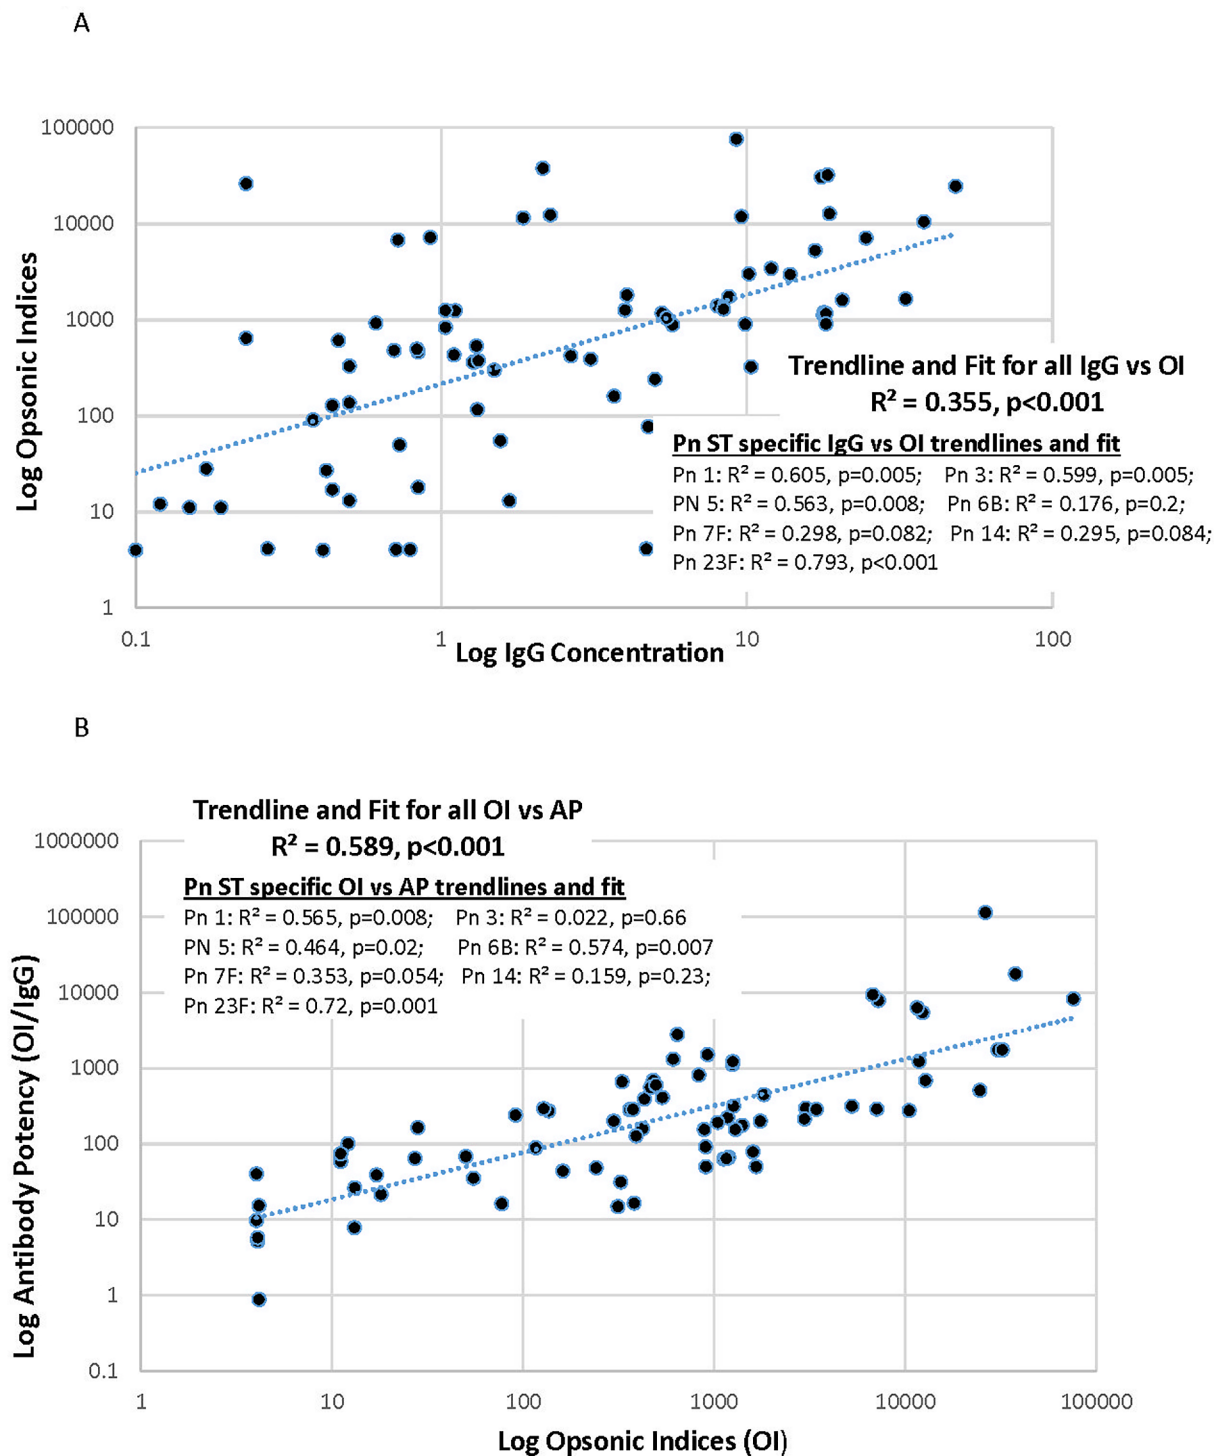 A
100000
10000
1000
100
10
1
Log Opsonic Indices
Trendline and Fit for all IgG vs OI
R² = 0.355, p<0.001
Pn ST specific IgG vs OI trendlines and fit
Pn 1: R² = 0.605, p=0.005; Pn 3: R² = 0.599, p=0.005;
PN 5: R² = 0.563, p=0.008; Pn 6B: R² = 0.176, p=0.2;
Pn 7F: R² = 0.298, p=0.082; Pn 14: R² = 0.295, p=0.084;
Pn 23F: R² = 0.793, p<0.001
0.1 1 10 100
Log IgG Concentration
B
Trendline and Fit for all OI vs AP
R² = 0.589, p<0.001
Pn ST specific OI vs AP trendlines and fit
Pn 1: R² = 0.565, p=0.008; Pn 3: R² = 0.022, p=0.66
PN 5: R² = 0.464, p=0.02; Pn 6B: R² = 0.574, p=0.007
Pn 7F: R² = 0.353, p=0.054; Pn 14: R² = 0.159, p=0.23;
Pn 23F: R² = 0.72, p=0.001
1000000
100000
10000
1000
100
10
1
0.1
Log Antibody Potency (OI/IgG)
1 10 100 1000 10000 100000
Log Opsonic Indices (OI)